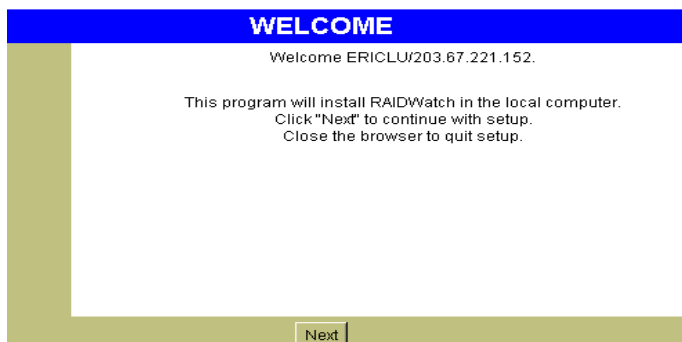 WELCOME
Welcome ERICLU/203.67.221.152.
This program will install RAIDWatch in the local computer.
Click "Next" to continue with setup.
Close the browser to quit setup.
Next